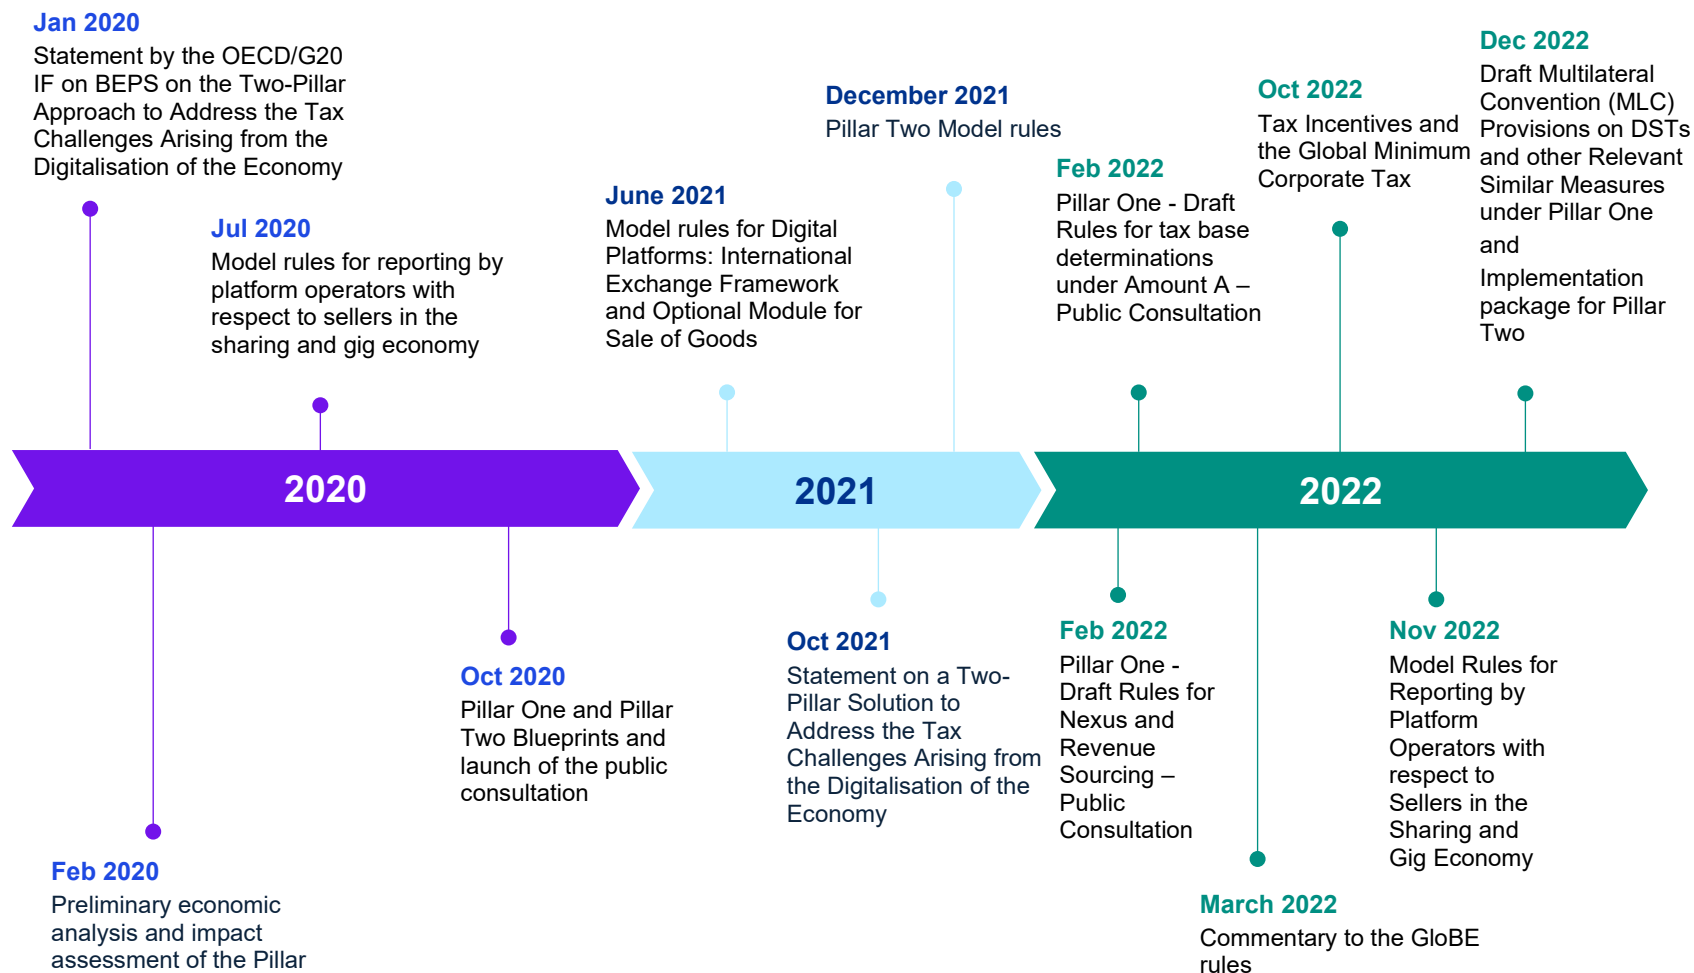 Jan 2020
Statement by the OECD/G20
IF on BEPS on the Two-Pillar
Approach to Address the Tax
Challenges Arising from the
Digitalisation of the Economy
Jul 2020
Model rules for reporting by
platform operators with
respect to sellers in the
sharing and gig economy
June 2021
Model rules for Digital
Platforms: International
Exchange Framework
and Optional Module for
Sale of Goods
December 2021
Pillar Two Model rules
Feb 2022
Pillar One - Draft
Rules for tax base
determinations
under Amount A –
Public Consultation
Oct 2022
Tax Incentives and
the Global Minimum
Corporate Tax
Dec 2022
Draft Multilateral
Convention (MLC)
Provisions on DSTs
and other Relevant
Similar Measures
under Pillar One
and
Implementation
package for Pillar
Two
2020
2021
2022
Feb 2020
Preliminary economic
analysis and impact
assessment of the Pillar
Oct 2020
Pillar One and Pillar
Two Blueprints and
launch of the public
consultation
Oct 2021
Statement on a Two-
Pillar Solution to
Address the Tax
Challenges Arising from
the Digitalisation of the
Economy
Feb 2022
Pillar One -
Draft Rules for
Nexus and
Revenue
Sourcing –
Public
Consultation
March 2022
Commentary to the GloBE
rules
Nov 2022
Model Rules for
Reporting by
Platform
Operators with
respect to
Sellers in the
Sharing and
Gig Economy